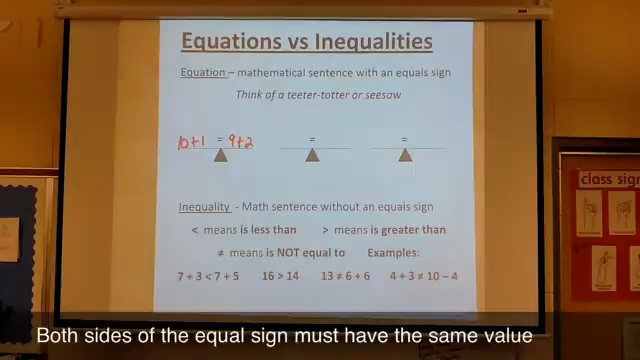 Equations vs Inequalities
Equation – mathematical sentence with an equals sign
Think of a teeter-totter or seesaw
10+1 = 9+2 = =
Inequality - Math sentence without an equals sign
< means is less than > means is greater than
≠ means is NOT equal to Examples:
7 + 3 < 7 + 5 16 > 14 13 ≠ 6 + 6 4 + 3 ≠ 10 – 4
class sign
Both sides of the equal sign must have the same value